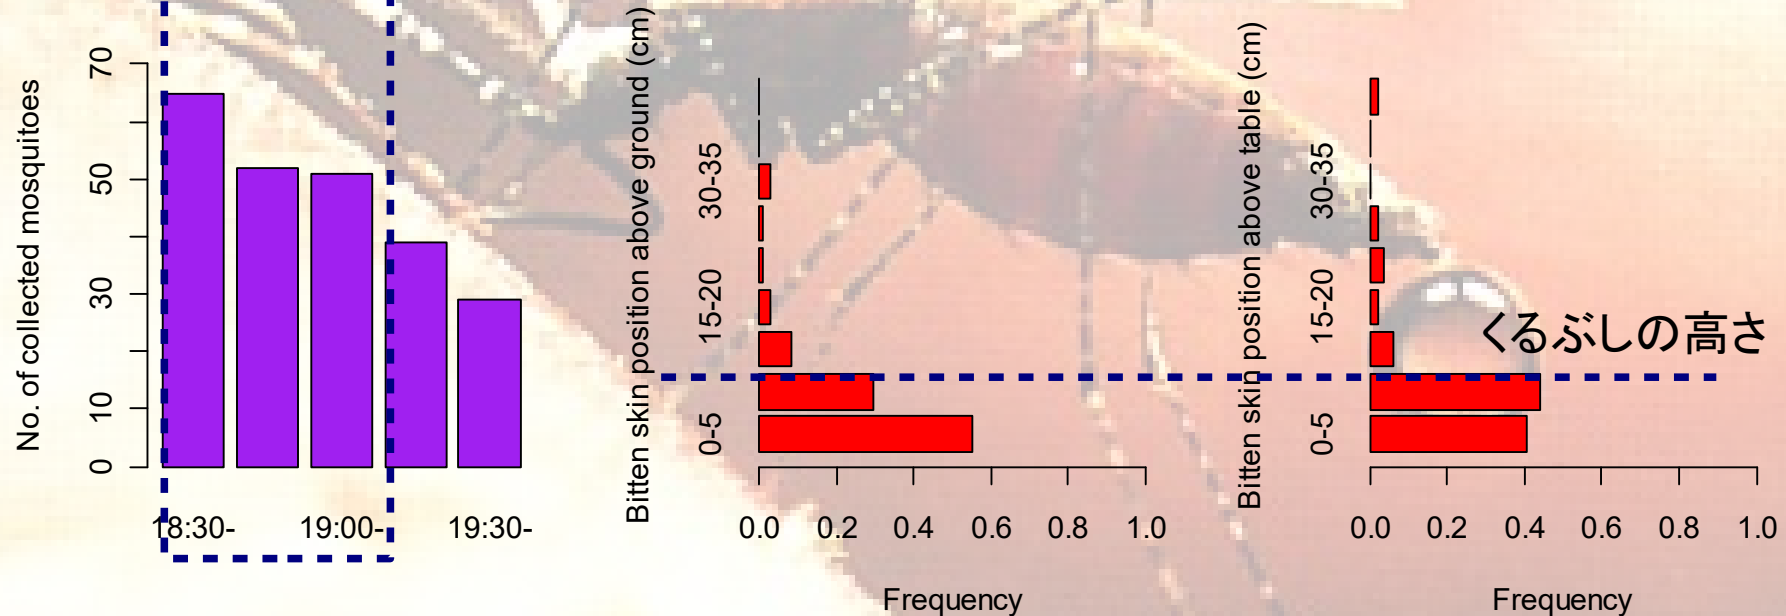 No. of collected mosquitoes
70
50
30
10
0
18:30-
19:00-
19:30-
Bitten skin position above ground (cm)
30-35
15-20
0-5
0.0 0.2 0.4 0.6 0.8 1.0
Frequency
Bitten skin position above table (cm)
30-35
15-20
0-5
くるぶしの高さ
0.0 0.2 0.4 0.6 0.8 1.0
Frequency